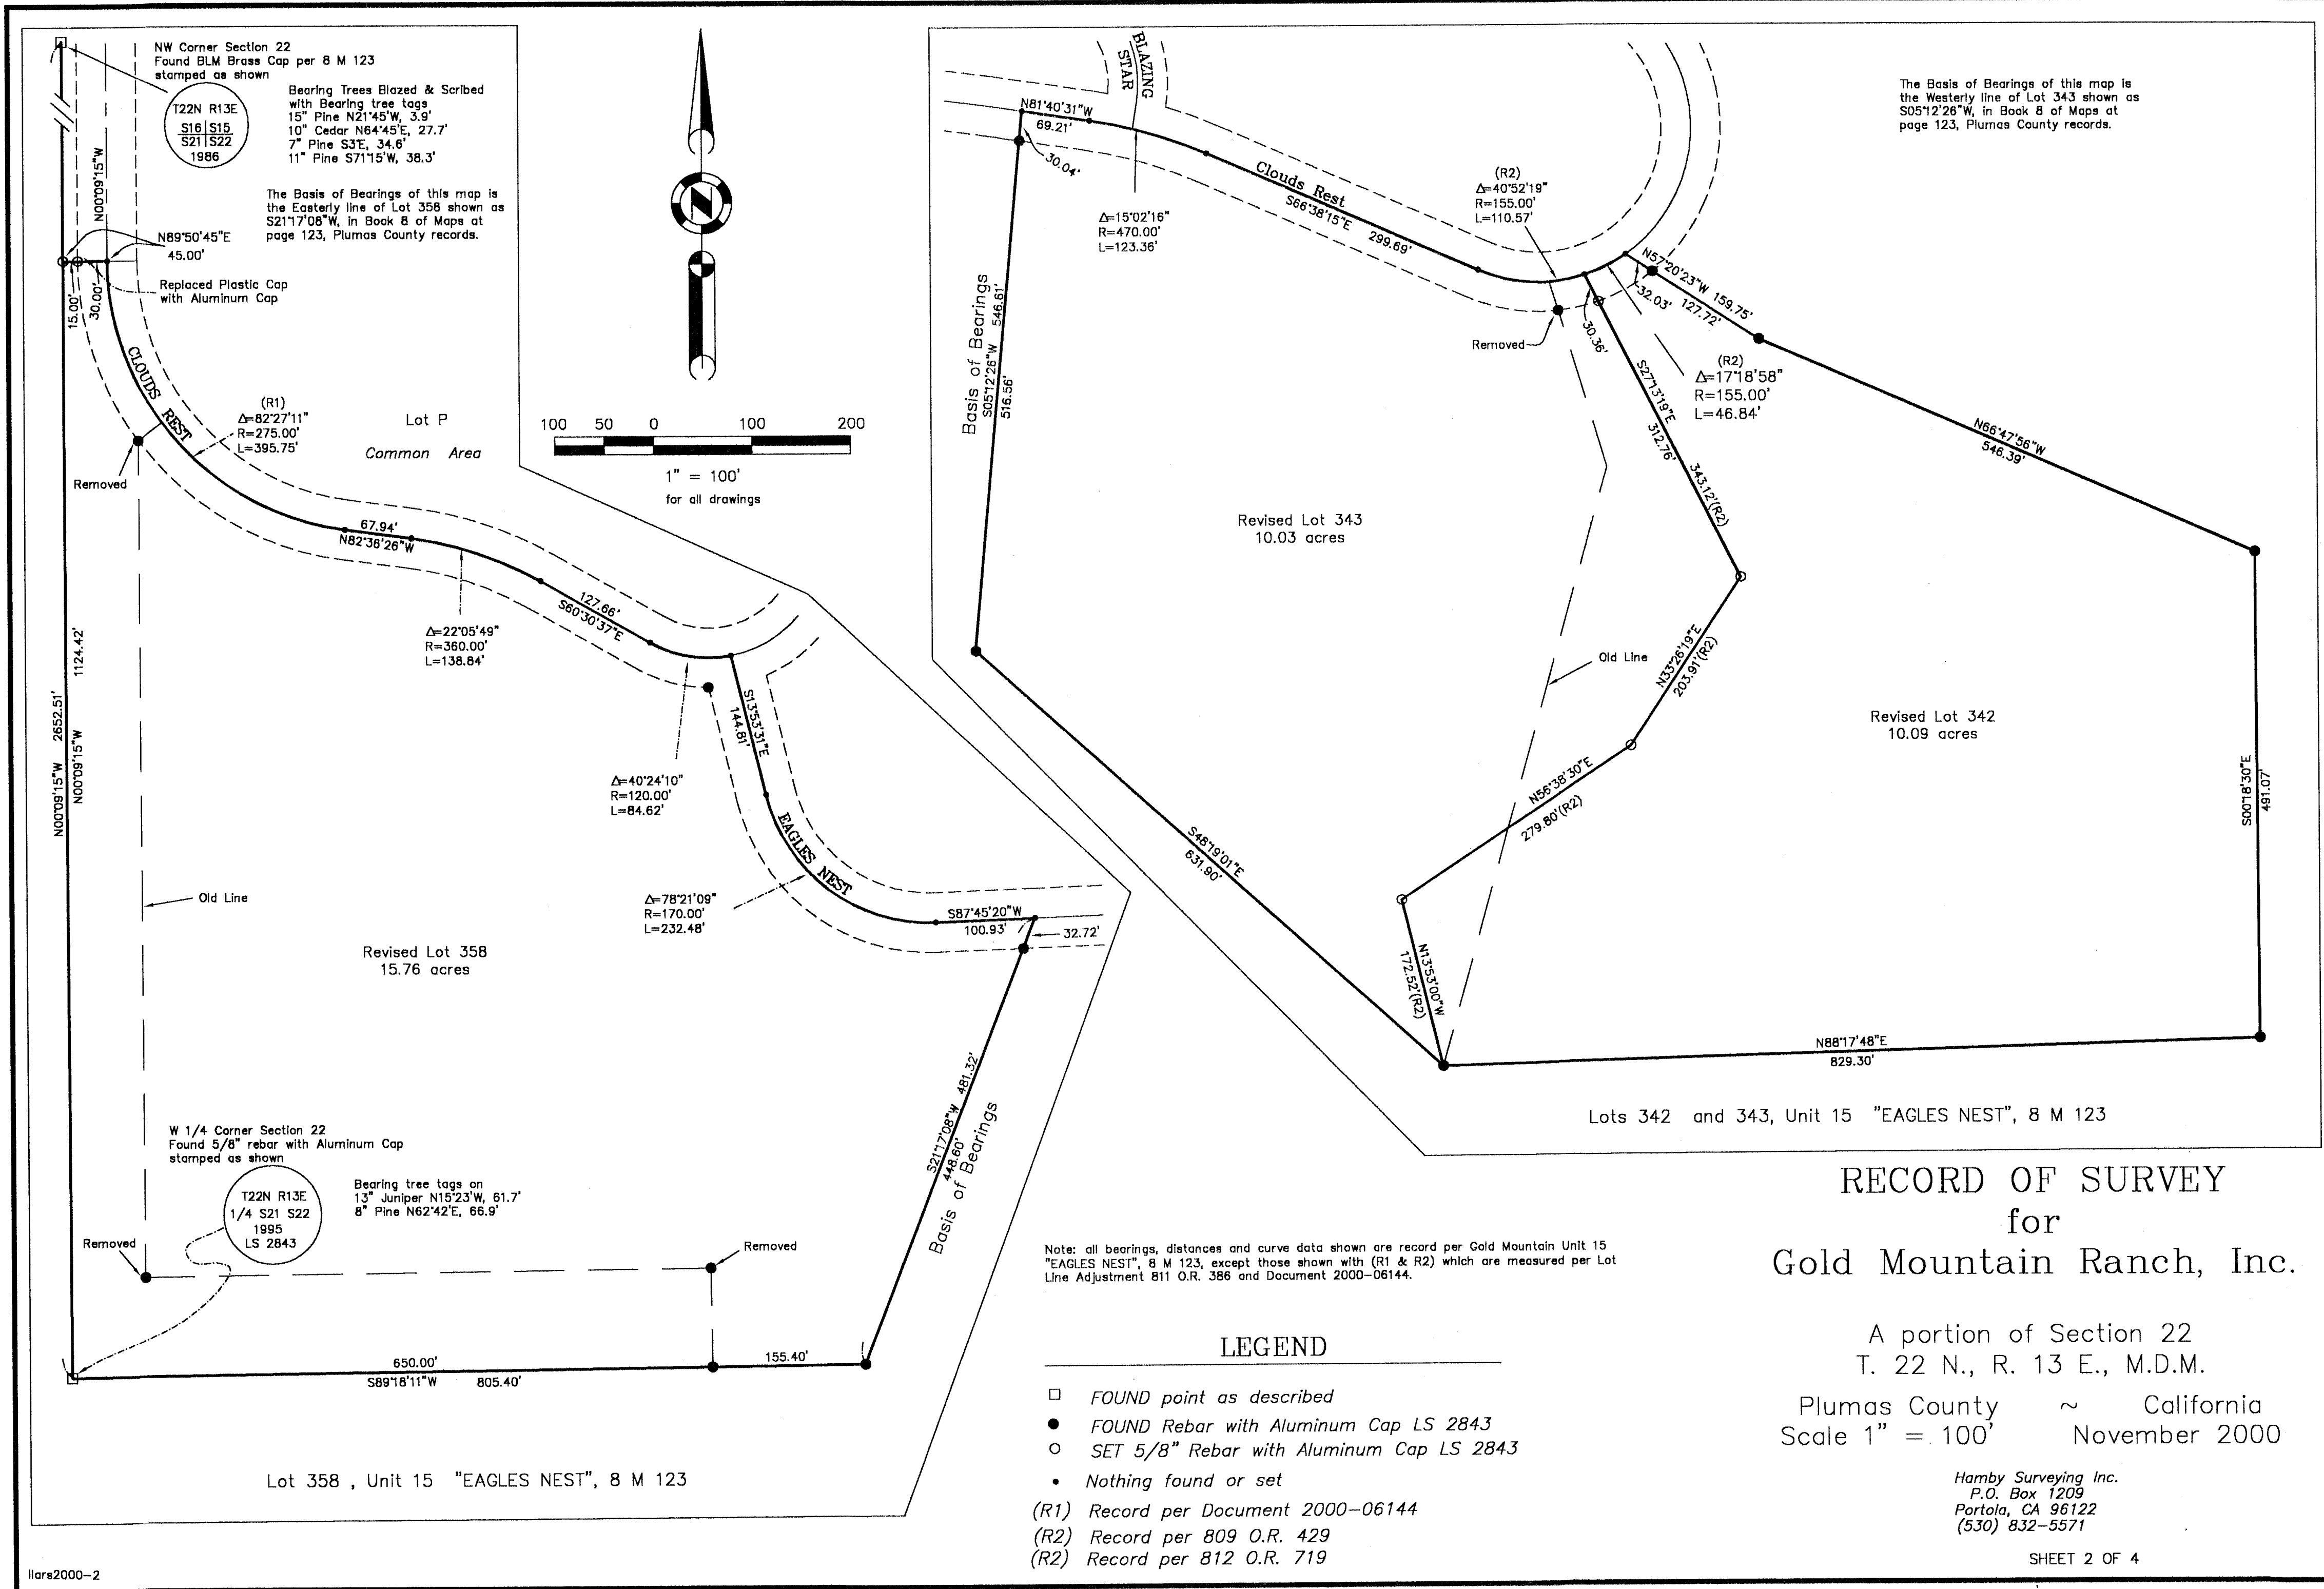 NW Corner Section 22
Found BLM Brass Cap per 8 M 123
stamped as shown
T22N R13E
S16 S15
S21 S22
1986
Bearing Trees Blazed & Scribed
with Bearing tree tags
15" Pine N21°45'W, 3.9'
10" Cedar N64°45'E, 27.7'
7" Pine S3°E, 34.6'
11" Pine S71°15'W, 38.3'
The Basis of Bearings of this map is
the Easterly line of Lot 358 shown as
S21°17'08"W, in Book 8 of Maps at
page 123, Plumas County records.
N00°09'15"W
N89°50'45"E
45.00'
Replaced Plastic Cap
with Aluminum Cap
15.00'
30.00'
CLOUDS REST
(R1)
Δ=82°27'11"
R=275.00'
L=395.75'
Removed
Lot P
Common Area
67.94'
N82°36'26"W
Δ=22°05'49"
R=360.00'
L=138.84'
127.66'
S60°30'37"E
Δ=40°24'10"
R=120.00'
L=84.62'
S13°53'31"E
144.81'
EAGLES NEST
Δ=78°21'09"
R=170.00'
L=232.48'
S87°45'20"W
100.93'
32.72'
N00°09'15"W 2652.51'
N00°09'15"W 1124.42'
Old Line
Revised Lot 358
15.76 acres
S21°17'08"W 481.32'
448.60'
Basis of Bearings
W 1/4 Corner Section 22
Found 5/8" rebar with Aluminum Cap
stamped as shown
T22N R13E
1/4 S21 S22
1995
LS 2843
Bearing tree tags on
13" Juniper N15°23'W, 61.7'
8" Pine N62°42'E, 66.9'
Removed
Removed
650.00'
155.40'
S89°18'11"W 805.40'
Lot 358 , Unit 15 "EAGLES NEST", 8 M 123
llars2000-2
N
100 50 0 100 200
1" = 100'
for all drawings
BLAZING
STAR
The Basis of Bearings of this map is
the Westerly line of Lot 343 shown as
S05°12'26"W, in Book 8 of Maps at
page 123, Plumas County records.
N81°40'31"W
69.21'
30.04'
Δ=15°02'16"
R=470.00'
L=123.36'
Clouds Rest
S66°38'15"E 299.69'
(R2)
Δ=40°52'19"
R=155.00'
L=110.57'
Removed
30.36'
32.03'
N57°20'23"W 159.75'
127.72'
(R2)
Δ=17°18'58"
R=155.00'
L=46.84'
Basis of Bearings
S05°12'26"W 546.61'
516.56'
S27°13'19"E
312.76'
343.12'(R2)
N66°47'56"W
546.39'
Revised Lot 343
10.03 acres
Old Line
N33°26'19"E
203.91'(R2)
Revised Lot 342
10.09 acres
N56°38'30"E
279.80'(R2)
S00°18'30"E
491.07'
S48°19'01"E
631.90'
N13°53'00"W
172.52'(R2)
N88°17'48"E
829.30'
Lots 342 and 343, Unit 15 "EAGLES NEST", 8 M 123
Note: all bearings, distances and curve data shown are record per Gold Mountain Unit 15
"EAGLES NEST", 8 M 123, except those shown with (R1 & R2) which are measured per Lot
Line Adjustment 811 O.R. 386 and Document 2000-06144.
LEGEND
FOUND point as described
FOUND Rebar with Aluminum Cap LS 2843
SET 5/8" Rebar with Aluminum Cap LS 2843
Nothing found or set
(R1) Record per Document 2000-06144
(R2) Record per 809 O.R. 429
(R2) Record per 812 O.R. 719
RECORD OF SURVEY
for
Gold Mountain Ranch, Inc.
A portion of Section 22
T. 22 N., R. 13 E., M.D.M.
Plumas County ~ California
Scale 1" = 100' November 2000
Hamby Surveying Inc.
P.O. Box 1209
Portola, CA 96122
(530) 832-5571
SHEET 2 OF 4